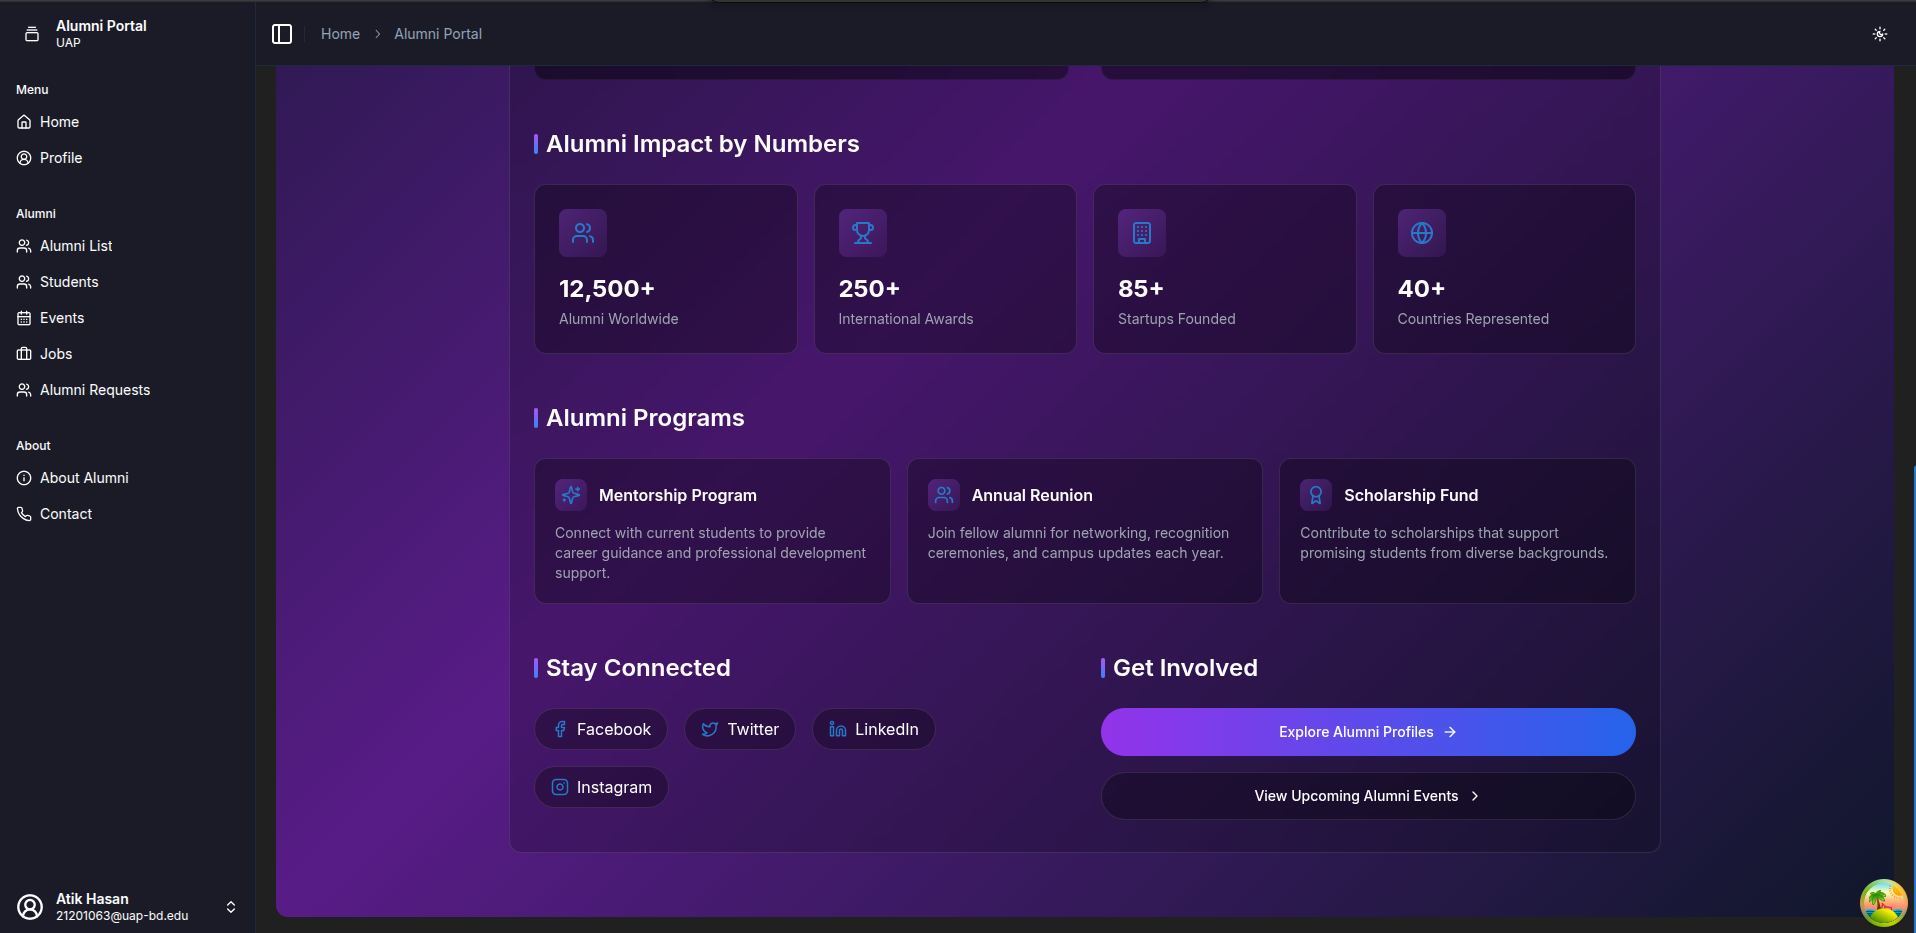 Alumni Portal
UAP
Menu
Home
Profile
Alumni
Alumni List
Students
Events
Jobs
Alumni Requests
About
About Alumni
Contact
Atik Hasan
21201063@uap-bd.edu
Home > Alumni Portal
Alumni Impact by Numbers
12,500+
Alumni Worldwide
250+
International Awards
85+
Startups Founded
40+
Countries Represented
Alumni Programs
Mentorship Program
Connect with current students to provide
career guidance and professional development
support.
Annual Reunion
Join fellow alumni for networking, recognition
ceremonies, and campus updates each year.
Scholarship Fund
Contribute to scholarships that support
promising students from diverse backgrounds.
Stay Connected
Facebook
Twitter
LinkedIn
Instagram
Get Involved
Explore Alumni Profiles →
View Upcoming Alumni Events >